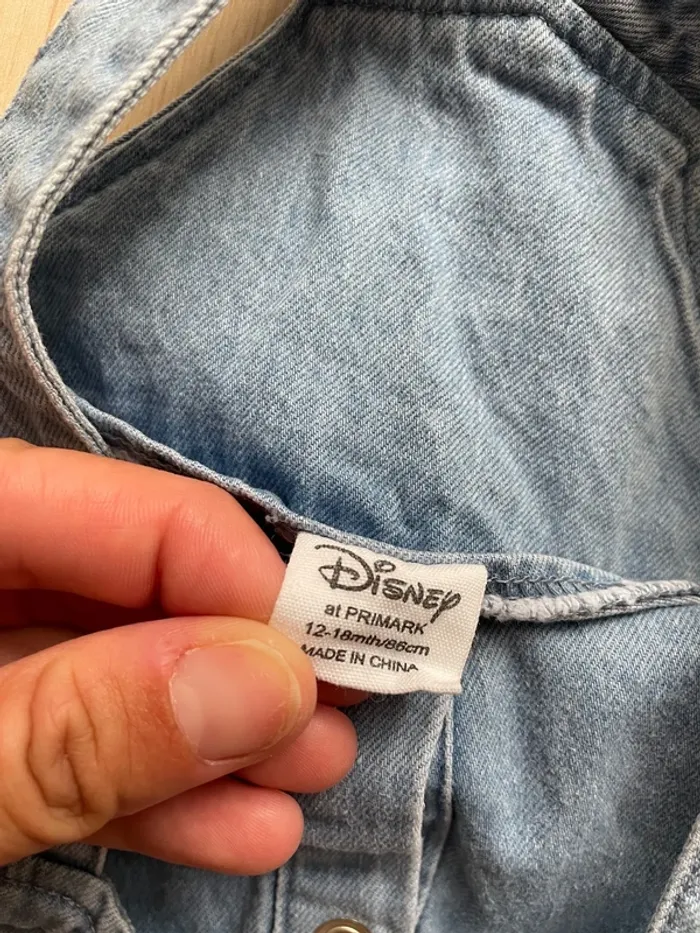 Disney
at PRIMARK
12-18mth/86cm
MADE IN CHINA